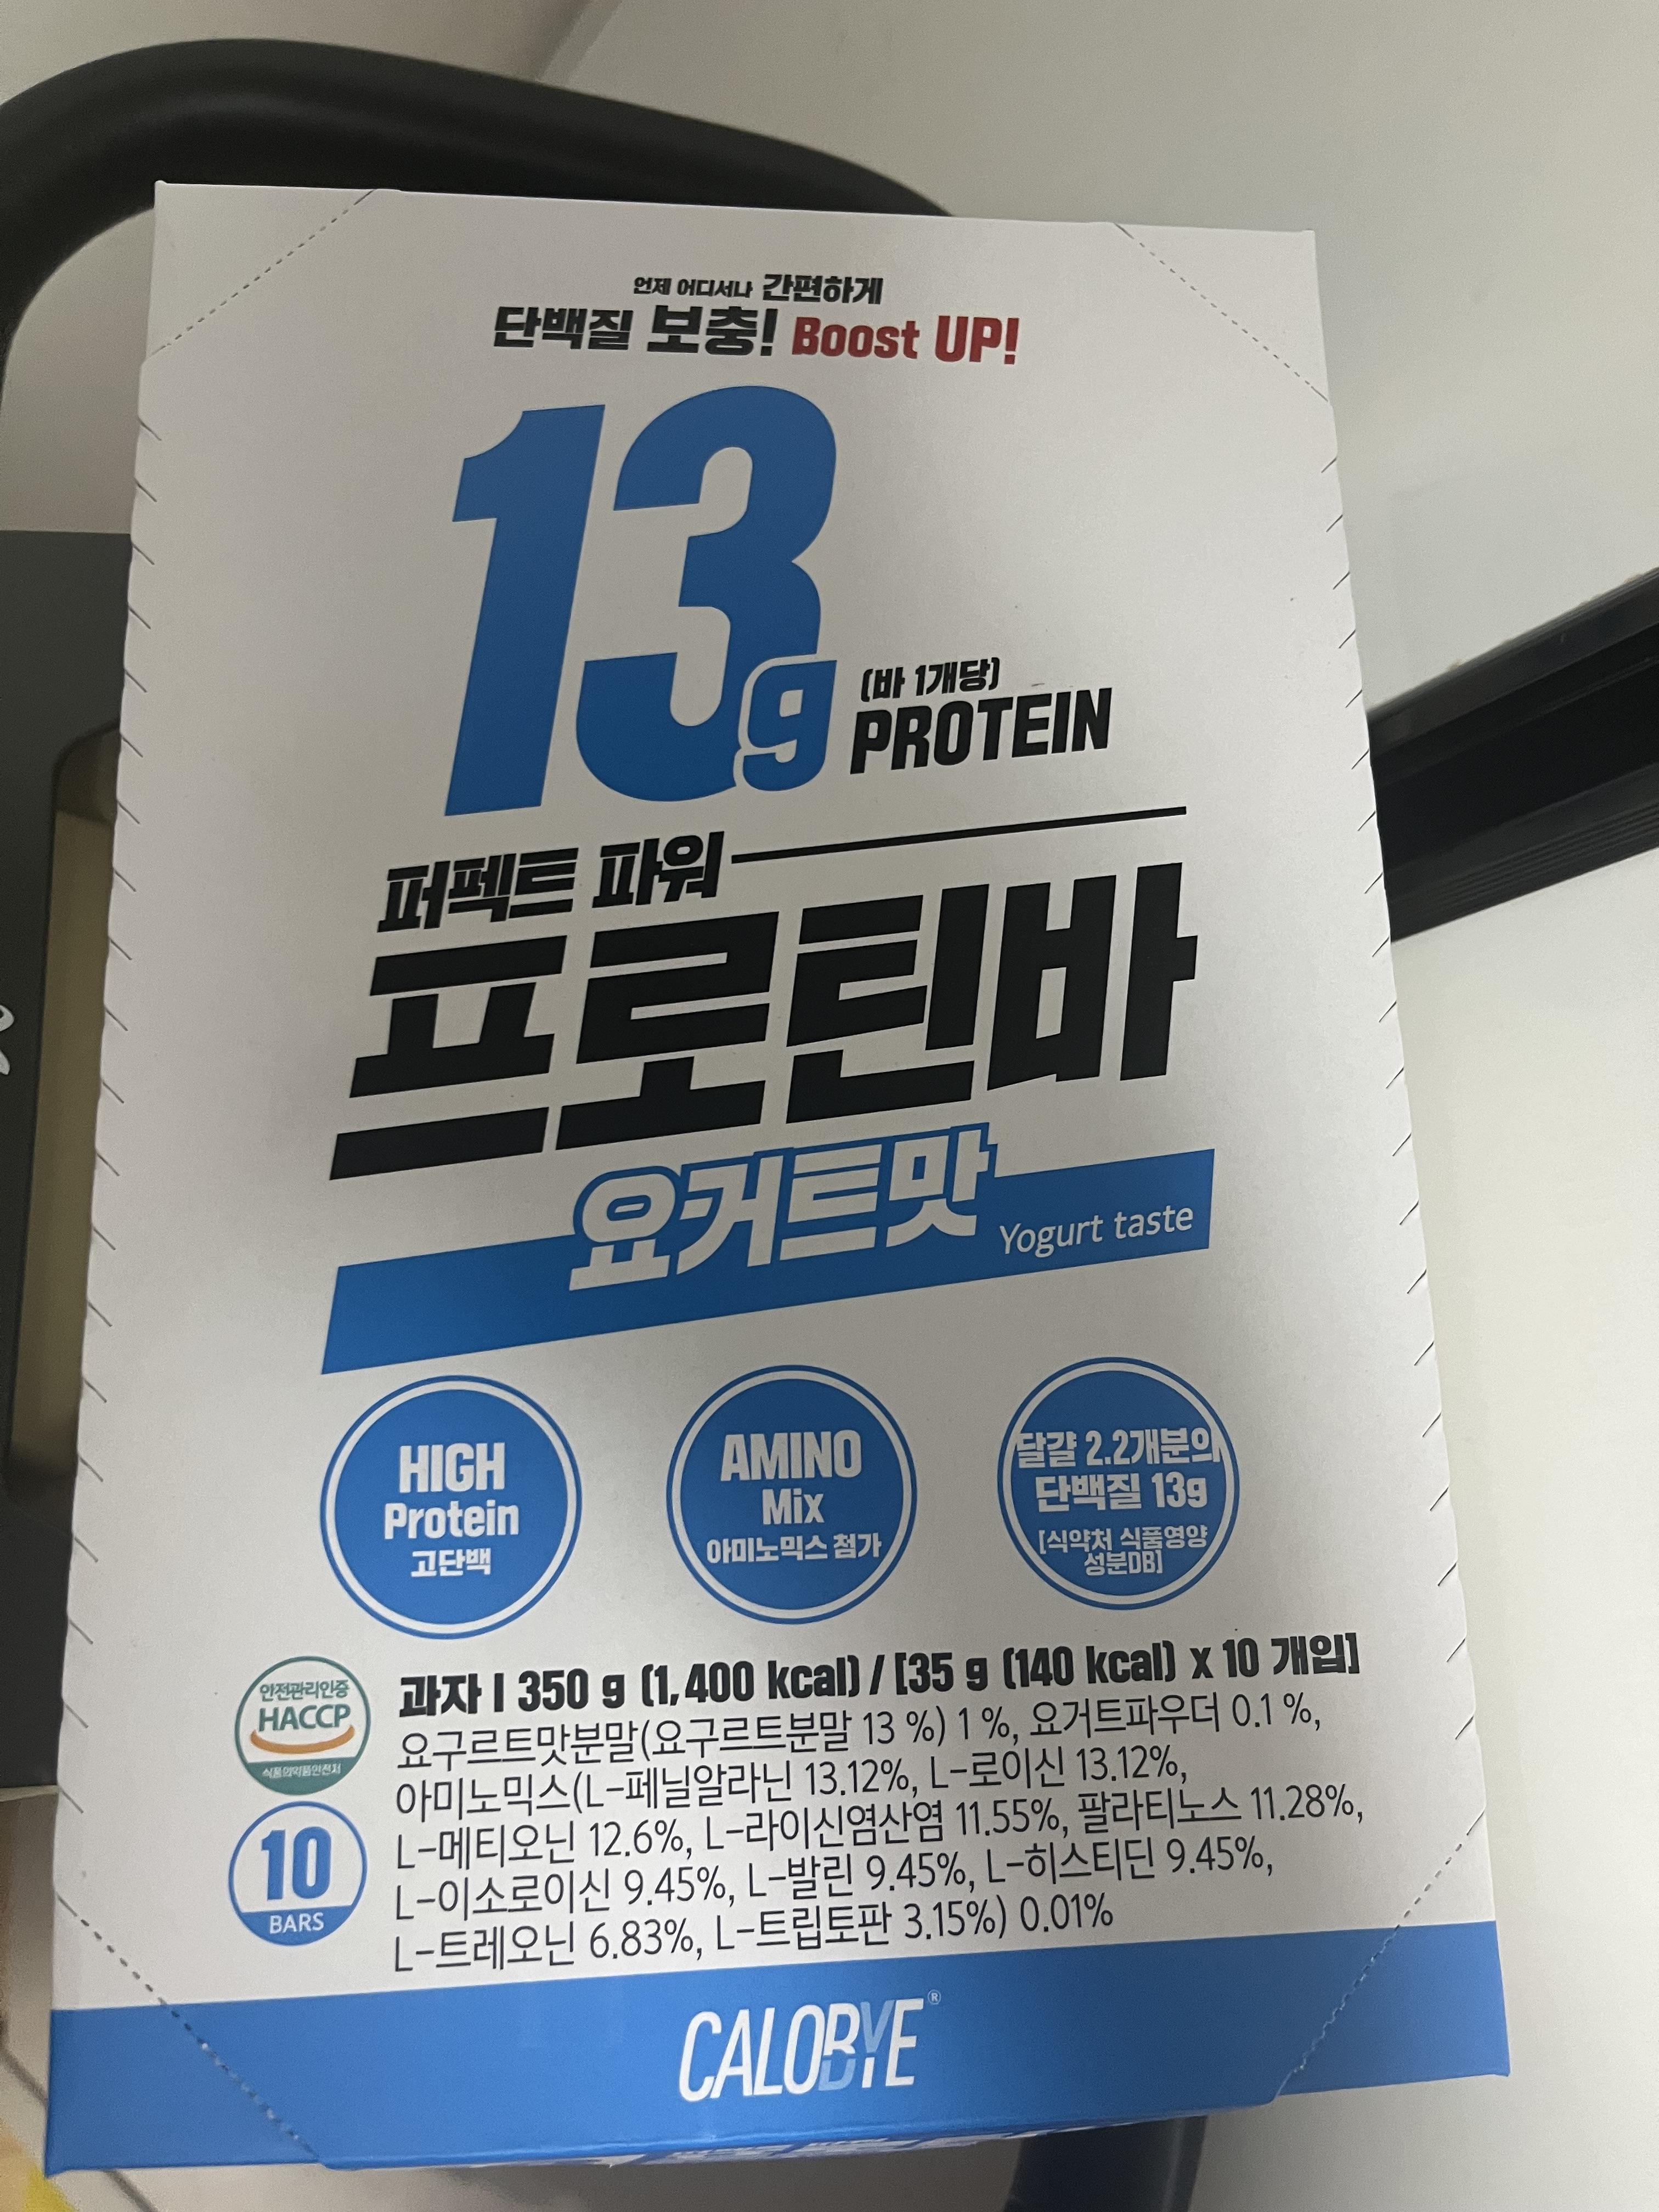 언제 어디서나 간편하게
단백질 보충! Boost UP!
13g
(바 1개당)
PROTEIN
퍼펙트 파워
프로틴바
요거트맛 Yogurt taste
HIGH
Protein
고단백
AMINO
Mix
아미노믹스 첨가
달걀 2.2개분의
단백질 13g
[식약처 식품영양
성분DB]
안전관리인증
HACCP
식품의약품안전처
10
BARS
과자 I 350 g (1,400 kcal) / [35 g (140 kcal) x 10 개입]
요구르트맛분말(요구르트분말 13 %) 1 %, 요거트파우더 0.1 %,
아미노믹스(L-페닐알라닌 13.12%, L-로이신 13.12%,
L-메티오닌 12.6%, L-라이신염산염 11.55%, 팔라티노스 11.28%,
L-이소로이신 9.45%, L-발린 9.45%, L-히스티딘 9.45%,
L-트레오닌 6.83%, L-트립토판 3.15%) 0.01%
CALOBYE®